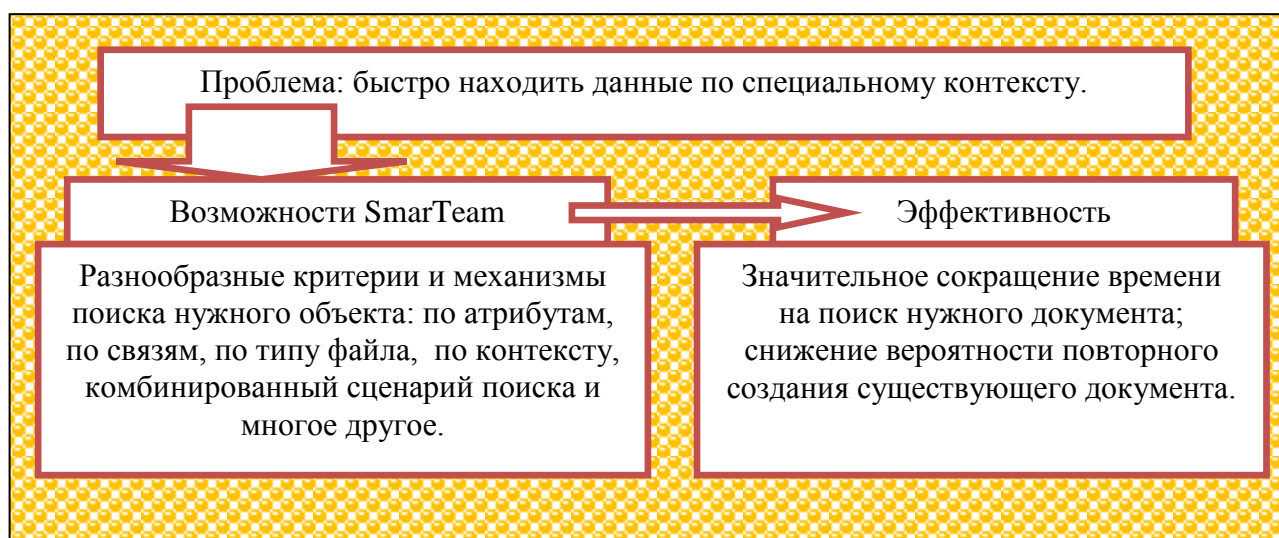 Проблема: быстро находить данные по специальному контексту.
Возможности SmarTeam
Разнообразные критерии и механизмы
поиска нужного объекта: по атрибутам,
по связям, по типу файла, по контексту,
комбинированный сценарий поиска и
многое другое.
Эффективность
Значительное сокращение времени
на поиск нужного документа;
снижение вероятности повторного
создания существующего документа.